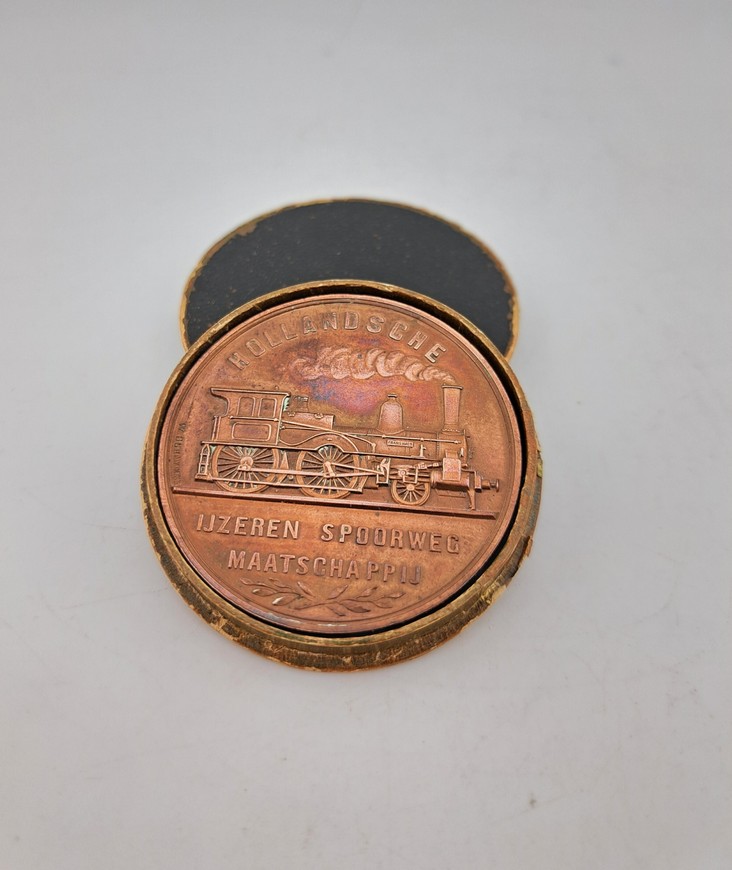 HOLLANDSCHE
IJZEREN SPOORWEG
MAATSCHAPPIJ